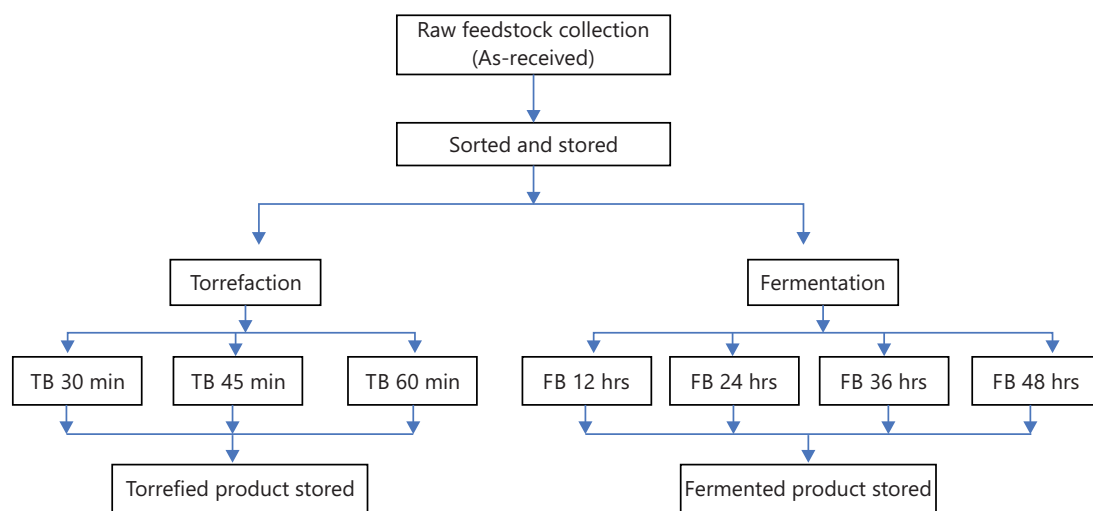 Raw feedstock collection
(As-received)
Sorted and stored
Torrefaction
Fermentation
TB 30 min
TB 45 min
TB 60 min
FB 12 hrs
FB 24 hrs
FB 36 hrs
FB 48 hrs
Torrefied product stored
Fermented product stored